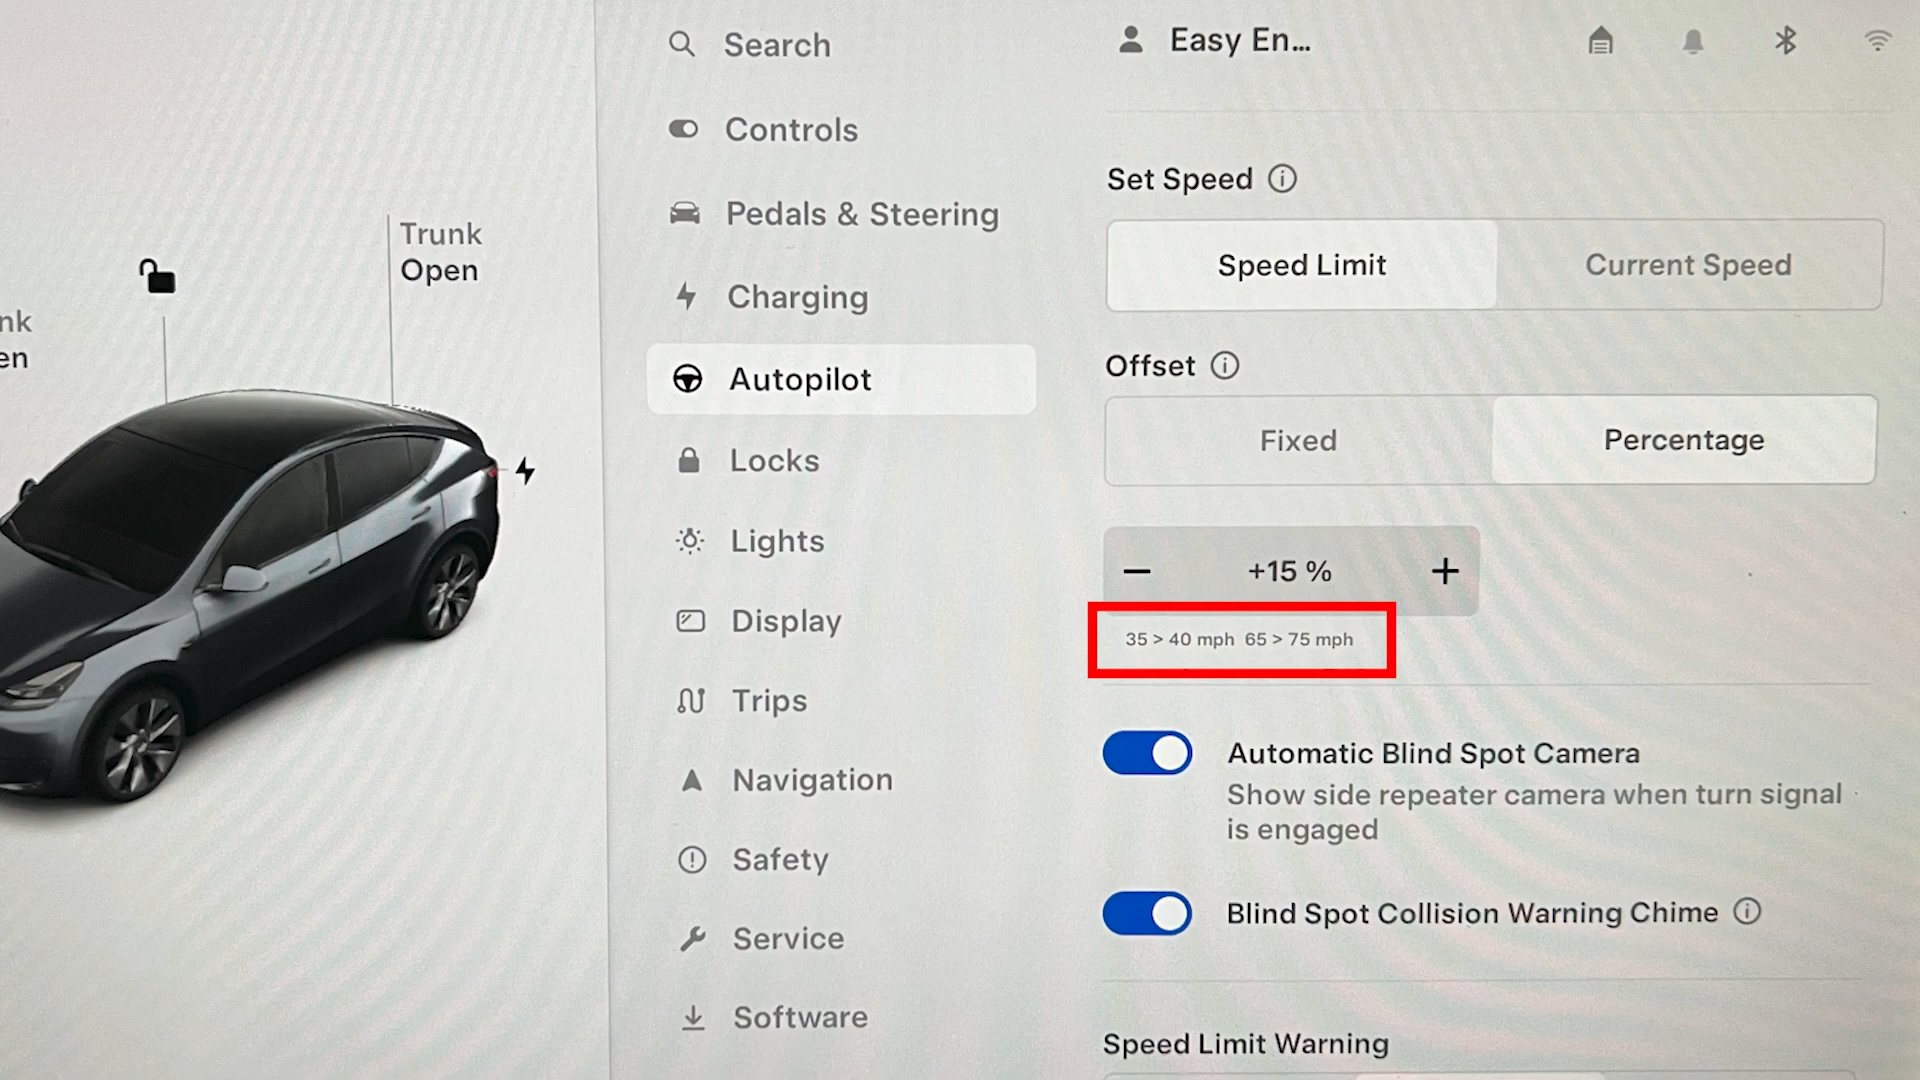 Search
Controls
Pedals & Steering
Charging
Autopilot
Locks
Lights
Display
Trips
Navigation
Safety
Service
Software
Trunk
Open
nk
en
Easy En...
Set Speed
Speed Limit
Current Speed
Offset
Fixed
Percentage
− +15 % +
35 > 40 mph 65 > 75 mph
Automatic Blind Spot Camera
Show side repeater camera when turn signal
is engaged
Blind Spot Collision Warning Chime
Speed Limit Warning